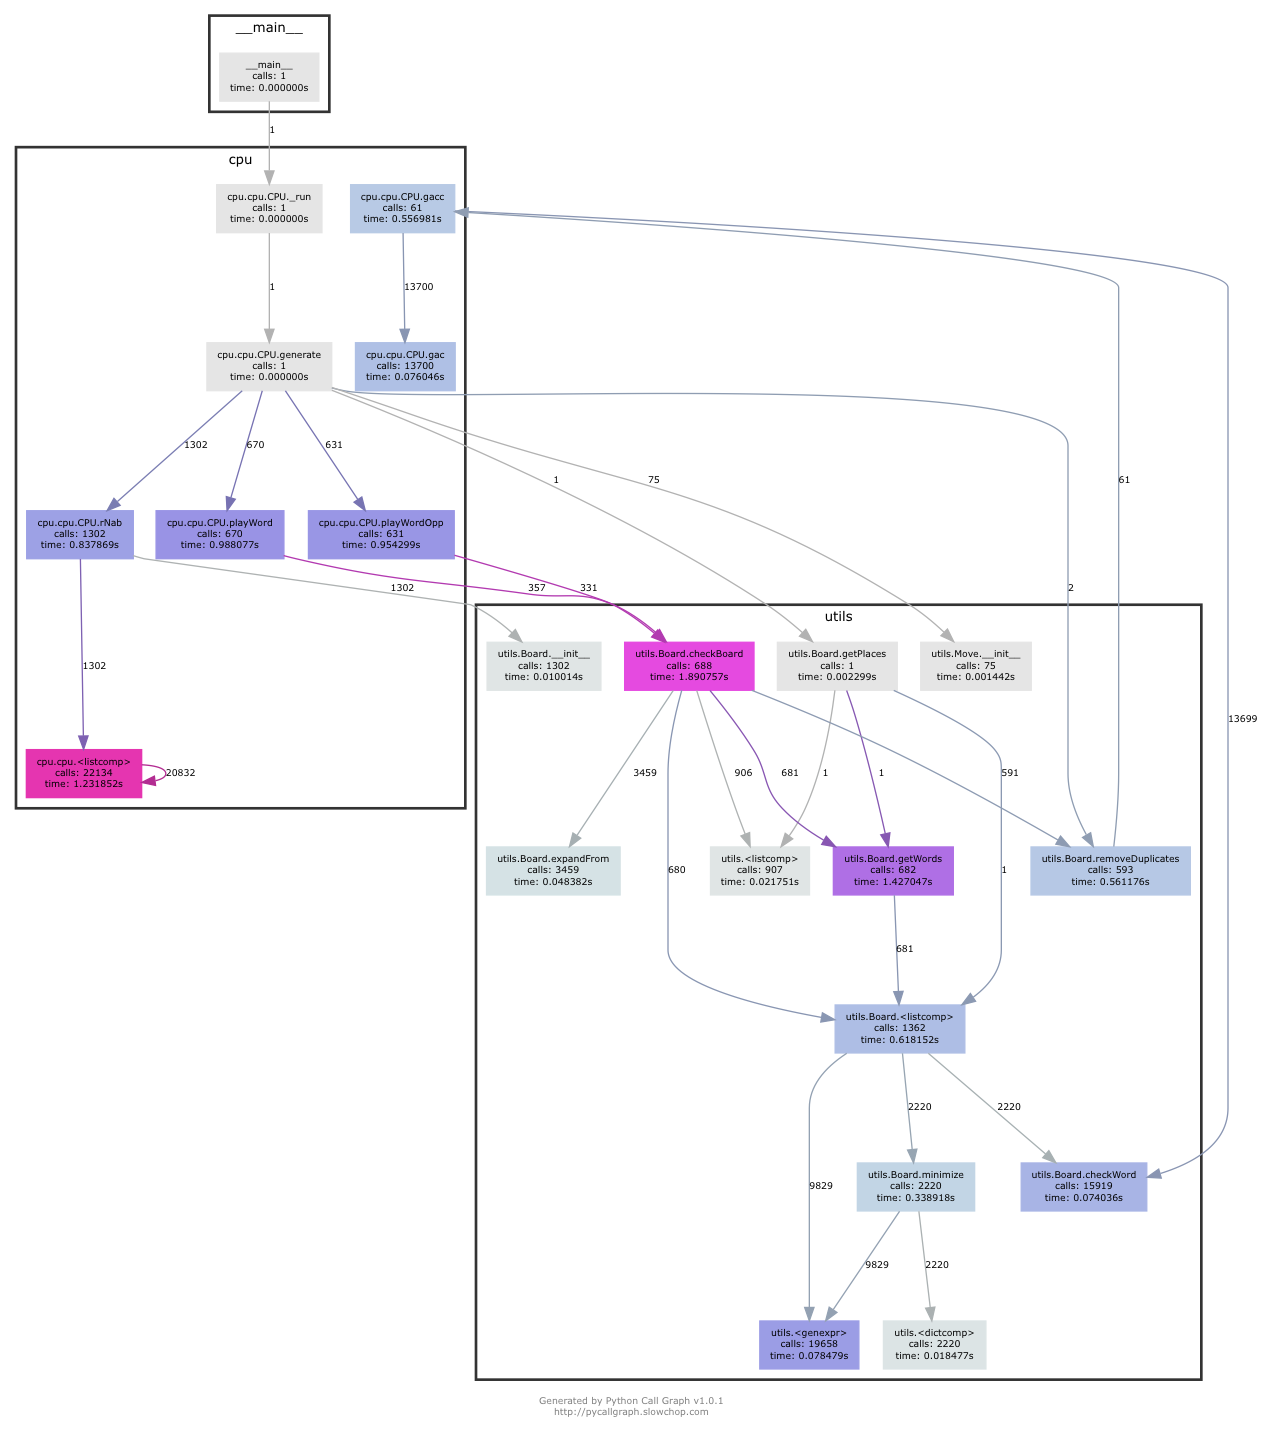 __main__
__main__
calls: 1
time: 0.000000s
1
cpu
cpu.cpu.CPU._run
calls: 1
time: 0.000000s
cpu.cpu.CPU.gacc
calls: 61
time: 0.556981s
1
13700
cpu.cpu.CPU.generate
calls: 1
time: 0.000000s
cpu.cpu.CPU.gac
calls: 13700
time: 0.076046s
1302
670
631
1
75
61
cpu.cpu.CPU.rNab
calls: 1302
time: 0.837869s
cpu.cpu.CPU.playWord
calls: 670
time: 0.988077s
cpu.cpu.CPU.playWordOpp
calls: 631
time: 0.954299s
1302
357
331
2
utils
utils.Board.__init__
calls: 1302
time: 0.010014s
utils.Board.checkBoard
calls: 688
time: 1.890757s
utils.Board.getPlaces
calls: 1
time: 0.002299s
utils.Move.__init__
calls: 75
time: 0.001442s
1302
13699
cpu.cpu.<listcomp>
calls: 22134
time: 1.231852s
20832
3459
906
681
1
1
591
utils.Board.expandFrom
calls: 3459
time: 0.048382s
utils.<listcomp>
calls: 907
time: 0.021751s
utils.Board.getWords
calls: 682
time: 1.427047s
utils.Board.removeDuplicates
calls: 593
time: 0.561176s
680
1
681
utils.Board.<listcomp>
calls: 1362
time: 0.618152s
2220
2220
utils.Board.minimize
calls: 2220
time: 0.338918s
utils.Board.checkWord
calls: 15919
time: 0.074036s
9829
9829
2220
utils.<genexpr>
calls: 19658
time: 0.078479s
utils.<dictcomp>
calls: 2220
time: 0.018477s
Generated by Python Call Graph v1.0.1
http://pycallgraph.slowchop.com